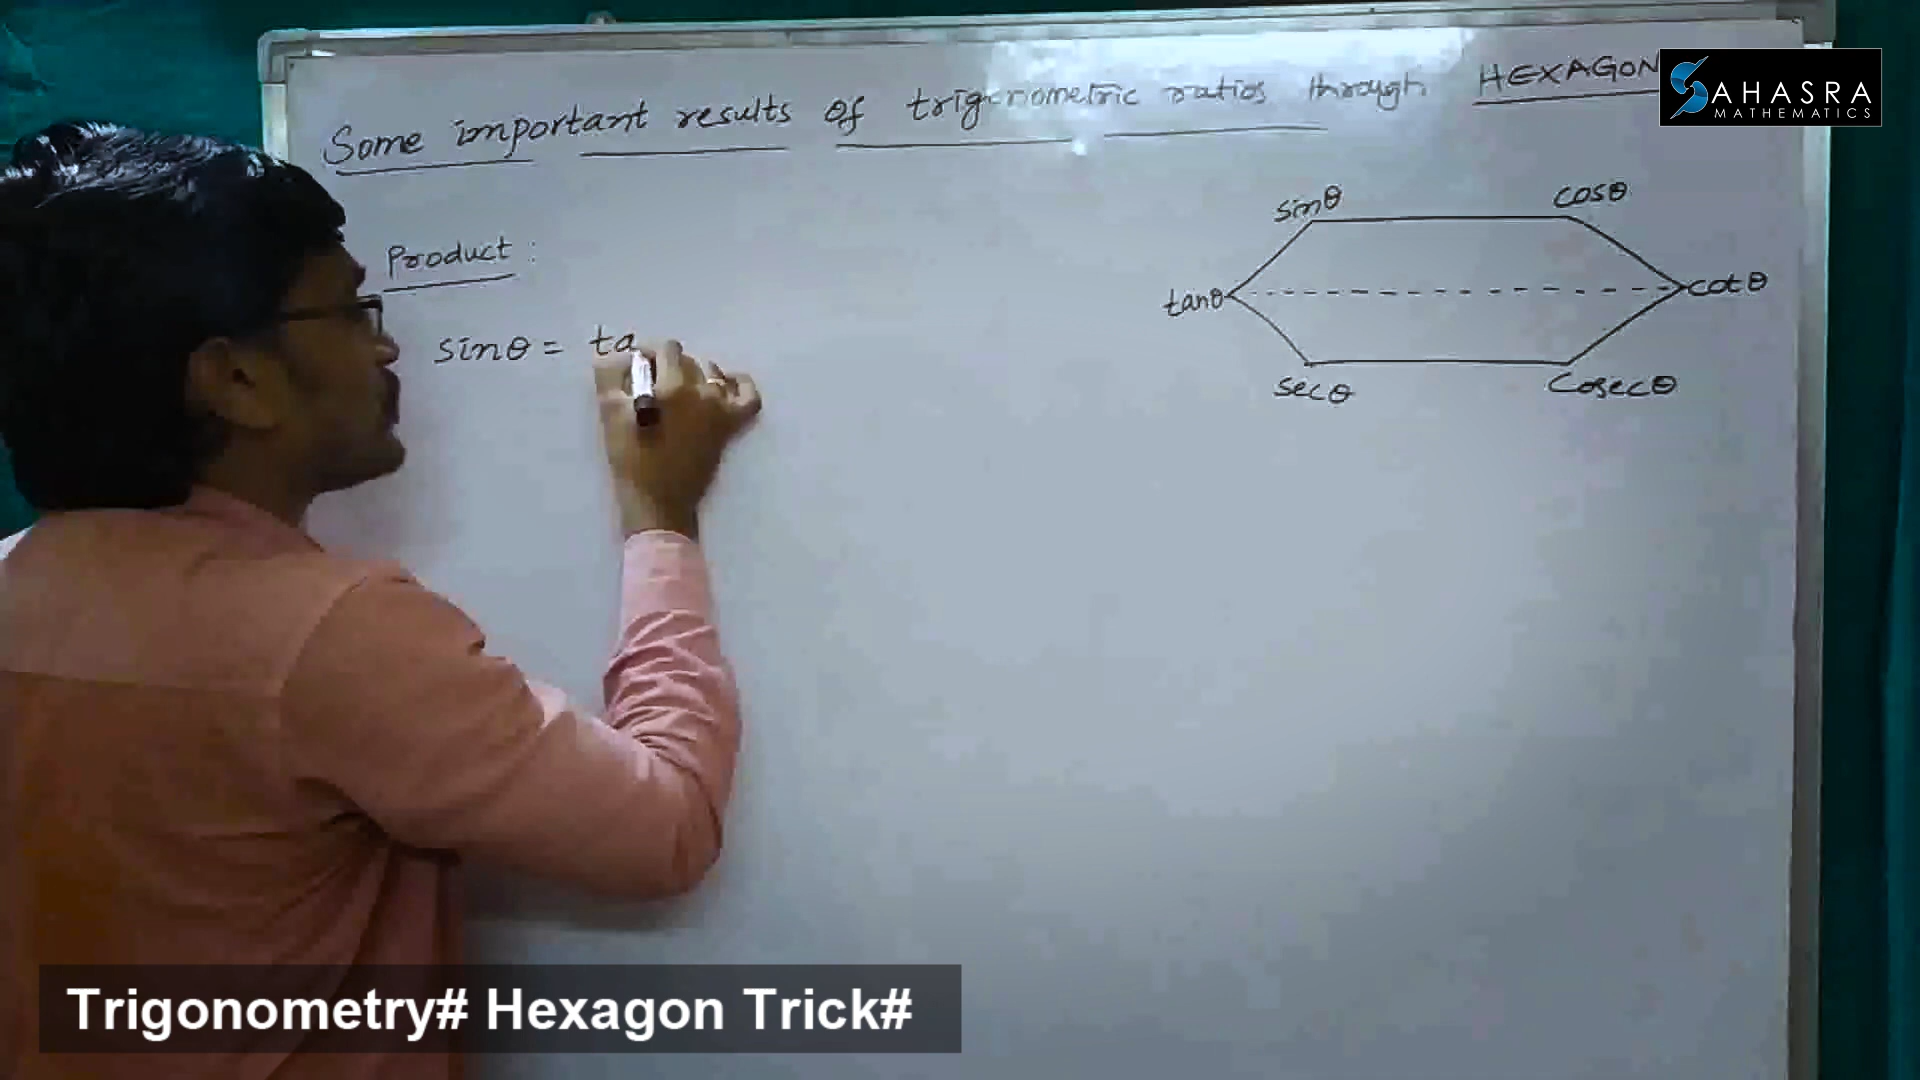 Some important results of trigonometric ratios through HEXAGON
SAHASRA
MATHEMATICS
sinθ cosθ
Product :
tanθ cotθ
sinθ = ta
secθ cosecθ
Trigonometry# Hexagon Trick#